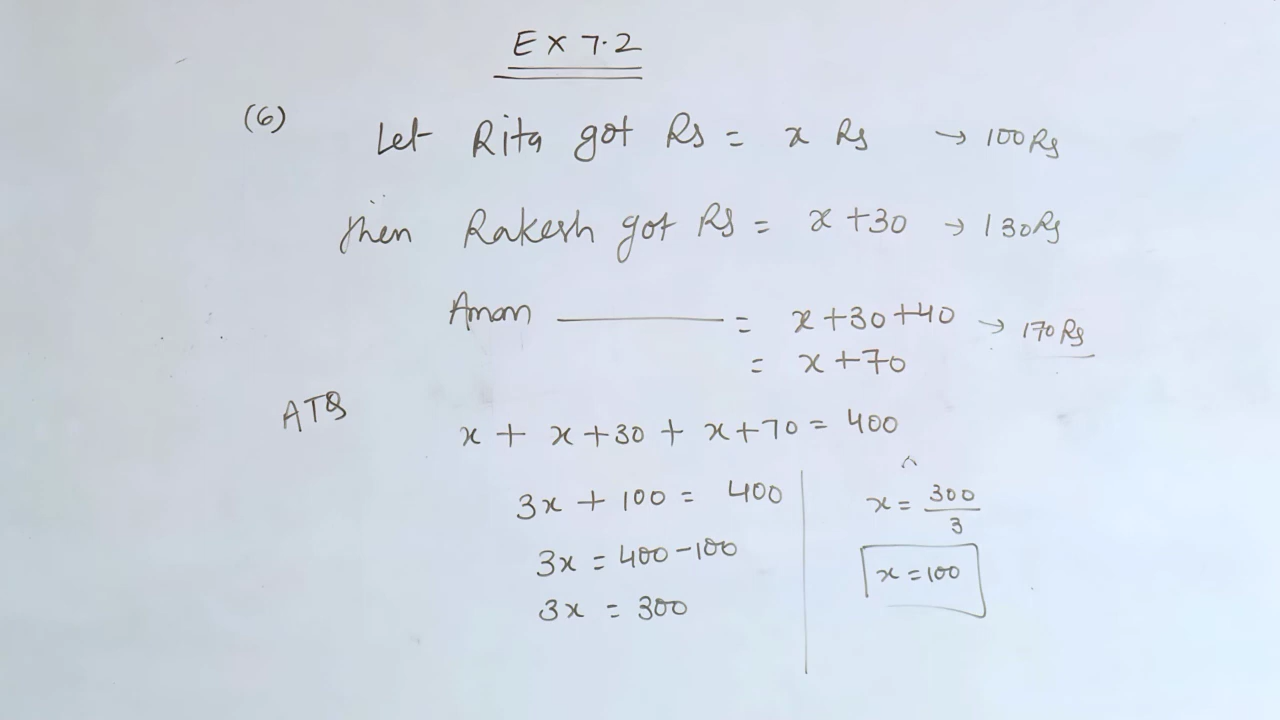 Ex 7.2
(6)
Let Rita got Rs = x Rs → 100 Rs
Then Rakesh got Rs = x + 30 → 130 Rs
Aman ——— = x + 30 + 40 → 170 Rs
= x + 70
ATQ
x + x + 30 + x + 70 = 400
3x + 100 = 400
3x = 400 - 100
3x = 300
x = 300/3
x = 100